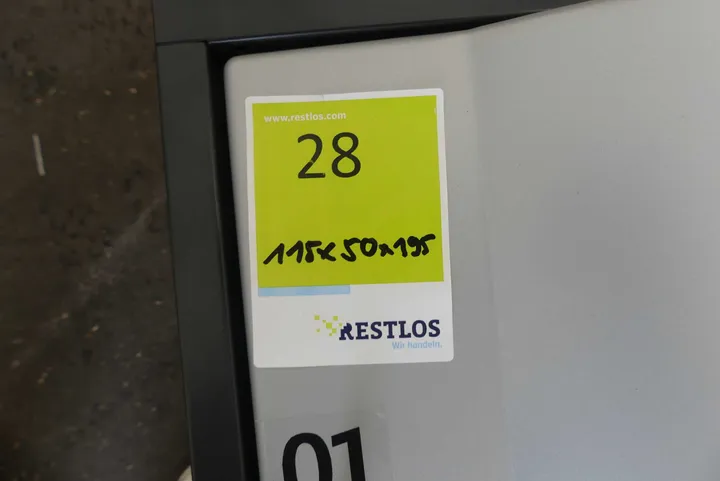 www.restlos.com
28
115x50x195
RESTLOS
Wir handeln.
01